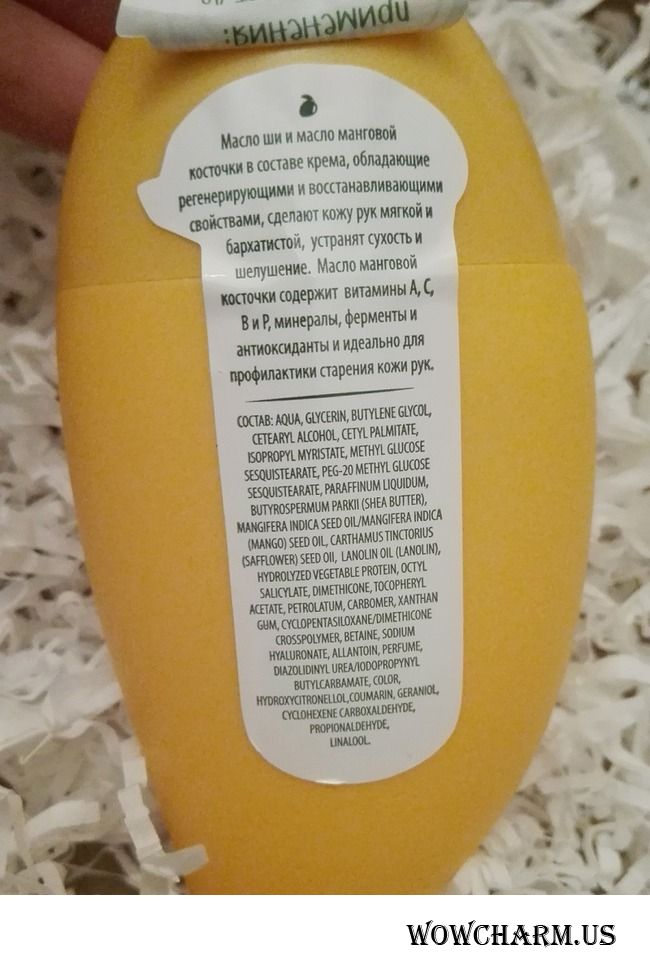 применения:
Масло ши и масло манговой
косточки в составе крема, обладающие
регенерирующими и восстанавливающими
свойствами, сделают кожу рук мягкой и
бархатистой, устранят сухость и
шелушение. Масло манговой
косточки содержит витамины А, С,
В и Р, минералы, ферменты и
антиоксиданты и идеально для
профилактики старения кожи рук.
СОСТАВ: AQUA, GLYCERIN, BUTYLENE GLYCOL,
CETEARYL ALCOHOL, CETYL PALMITATE,
ISOPROPYL MYRISTATE, METHYL GLUCOSE
SESQUISTEARATE, PEG-20 METHYL GLUCOSE
SESQUISTEARATE, PARAFFINUM LIQUIDUM,
BUTYROSPERMUM PARKII (SHEA BUTTER),
MANGIFERA INDICA SEED OIL/MANGIFERA INDICA
(MANGO) SEED OIL, CARTHAMUS TINCTORIUS
(SAFFLOWER) SEED OIL, LANOLIN OIL (LANOLIN),
HYDROLYZED VEGETABLE PROTEIN, OCTYL
SALICYLATE, DIMETHICONE, TOCOPHERYL
ACETATE, PETROLATUM, CARBOMER, XANTHAN
GUM, CYCLOPENTASILOXANE/DIMETHICONE
CROSSPOLYMER, BETAINE, SODIUM
HYALURONATE, ALLANTOIN, PERFUME,
DIAZOLIDINYL UREA/IODOPROPYNYL
BUTYLCARBAMATE, COLOR,
HYDROXYCITRONELLOL,COUMARIN, GERANIOL,
CYCLOHEXENE CARBOXALDEHYDE,
PROPIONALDEHYDE,
LINALOOL.
WOWCHARM.US